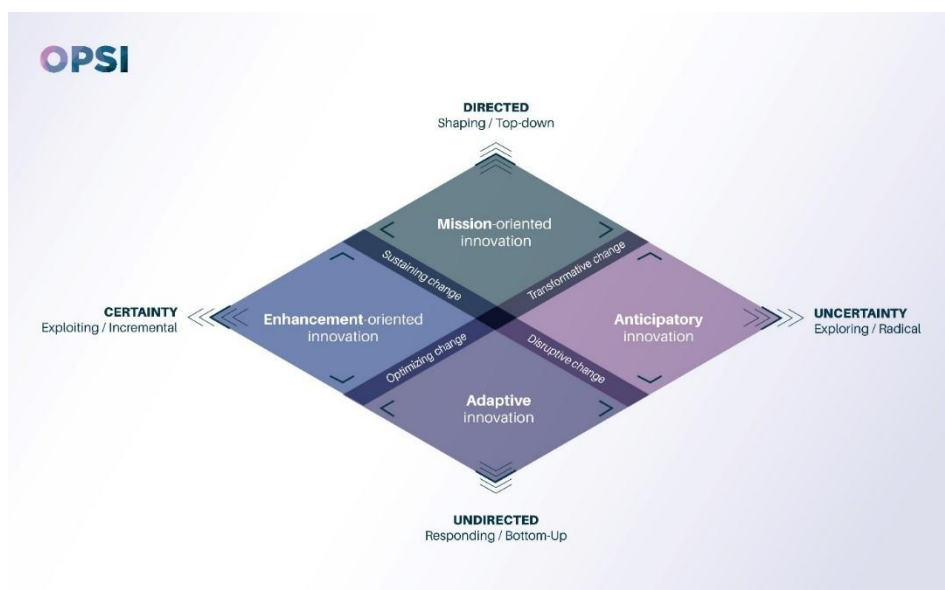 OPSI
DIRECTED
Shaping / Top-down
Mission-oriented
innovation
Sustaining change
Transformative change
CERTAINTY
Exploiting / Incremental
Enhancement-oriented
innovation
Anticipatory
innovation
UNCERTAINTY
Exploring / Radical
Optimizing change
Disruptive change
Adaptive
innovation
UNDIRECTED
Responding / Bottom-Up